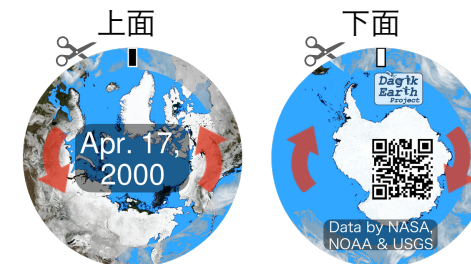 上面
下面
Apr. 17,
2000
Dagik
Earth
Project
Data by NASA,
NOAA & USGS